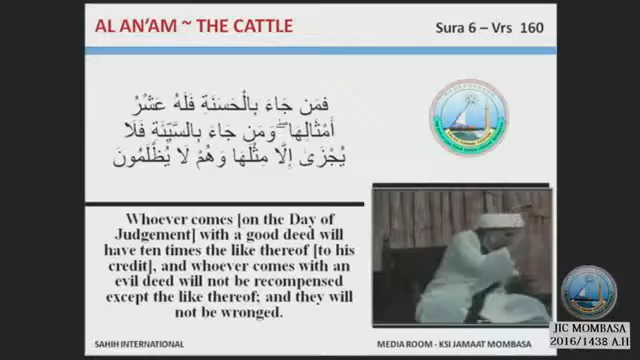 AL AN'AM ~ THE CATTLE
Sura 6 – Vrs 160
فَمَن جَاءَ بِالْحَسَنَةِ فَلَهُ عَشْرُ
أَمْثَالِهَا ۖ وَمَن جَاءَ بِالسَّيِّئَةِ فَلَا
يُجْزَىٰ إِلَّا مِثْلَهَا وَهُمْ لَا يُظْلَمُونَ
Whoever comes [on the Day of
Judgement] with a good deed will
have ten times the like thereof [to his
credit], and whoever comes with an
evil deed will not be recompensed
except the like thereof; and they will
not be wronged.
SAHIH INTERNATIONAL
MEDIA ROOM - KSI JAMAAT MOMBASA
JIC MOMBASA
2016/1438 A.H